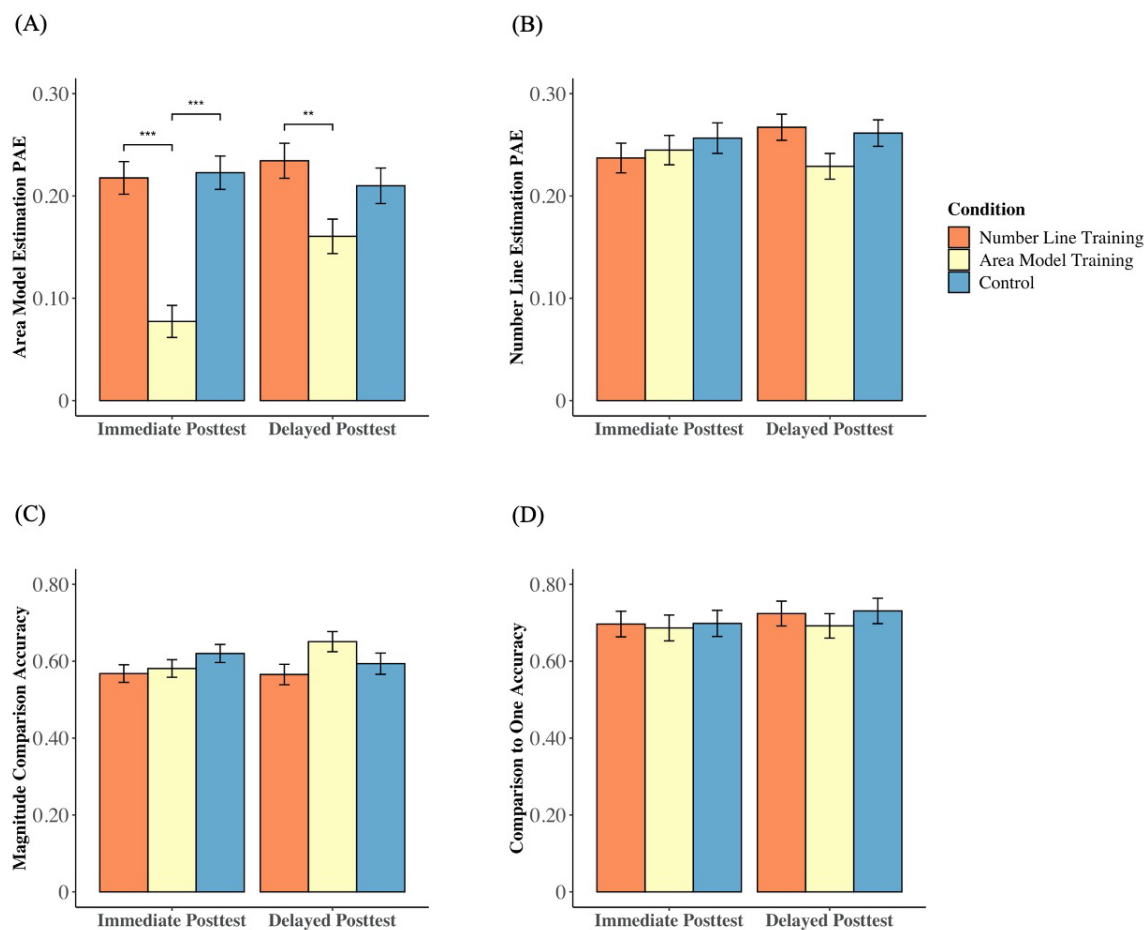 (A)
Area Model Estimation PAE
0.30
0.20
0.10
0
***
***
**
Immediate Posttest
Delayed Posttest
(B)
Number Line Estimation PAE
0.30
0.20
0.10
0
Immediate Posttest
Delayed Posttest
Condition
Number Line Training
Area Model Training
Control
(C)
Magnitude Comparison Accuracy
0.80
0.60
0.40
0.20
0
Immediate Posttest
Delayed Posttest
(D)
Comparison to One Accuracy
0.80
0.60
0.40
0.20
0
Immediate Posttest
Delayed Posttest